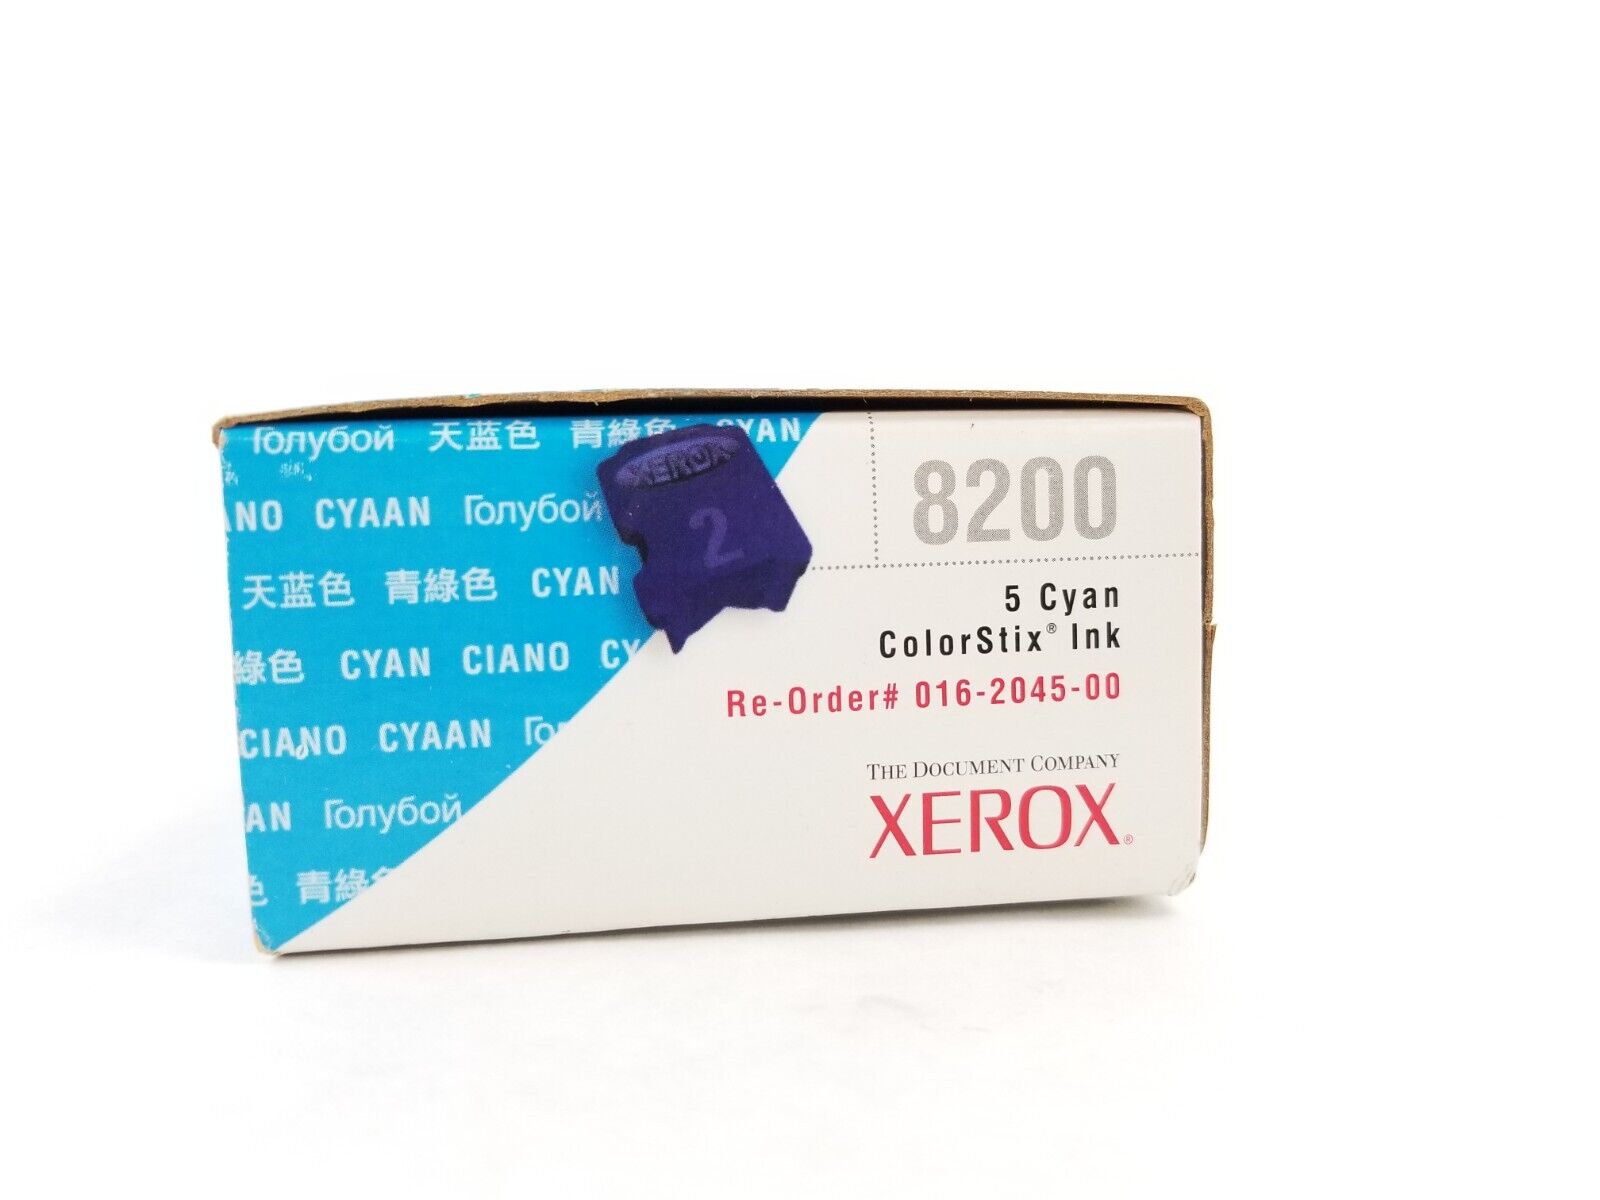 Голубой 天蓝色 青綠色 CYAN
CYAAN Голубой
天蓝色 青綠色 CYAN
綠色 CYAN CIANO CY
CIANO CYAAN Го
Голубой
青綠色
XEROX
2
8200
5 Cyan
ColorStix® Ink
Re-Order# 016-2045-00
THE DOCUMENT COMPANY
XEROX®